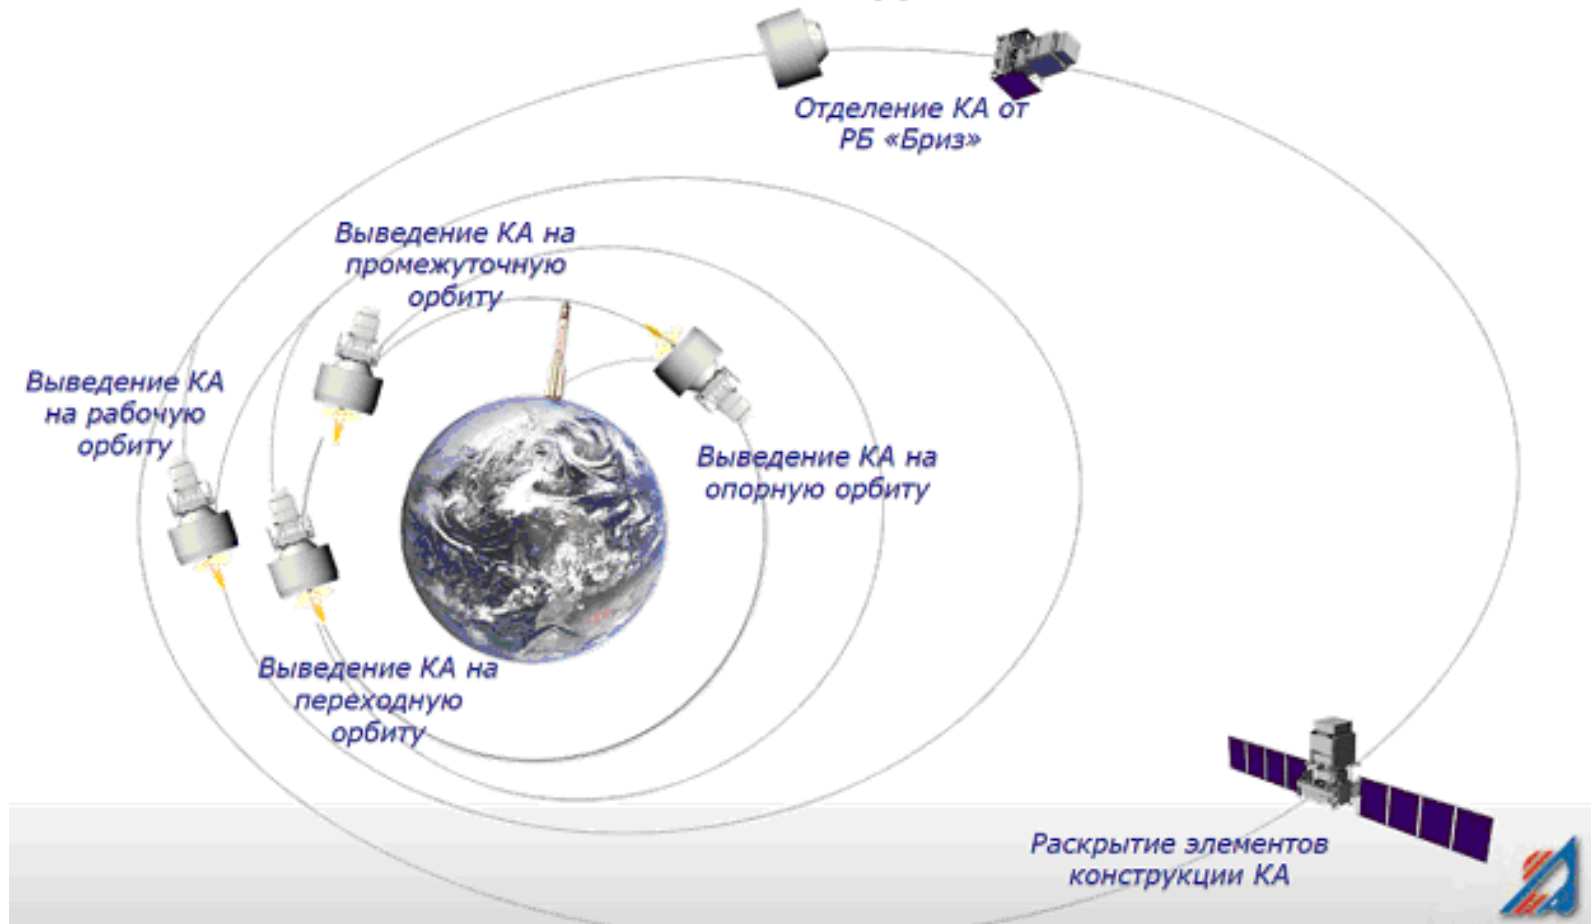 Отделение КА от
РБ «Бриз»
Выведение КА на
промежуточную
орбиту
Выведение КА
на рабочую
орбиту
Выведение КА на
опорную орбиту
Выведение КА на
переходную
орбиту
Раскрытие элементов
конструкции КА